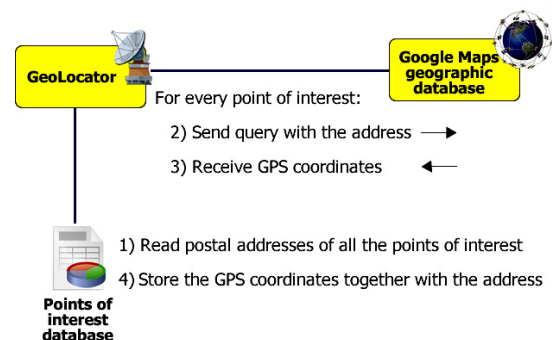 GeoLocator
Google Maps
geographic
database
For every point of interest:
2) Send query with the address
3) Receive GPS coordinates
1) Read postal addresses of all the points of interest
4) Store the GPS coordinates together with the address
Points of
interest
database